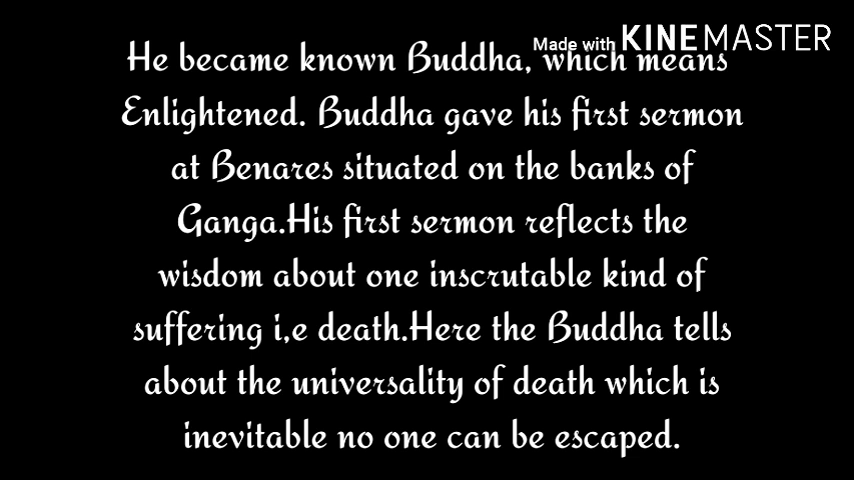 Made with KINEMASTER
He became known Buddha, which means
Enlightened. Buddha gave his first sermon
at Benares situated on the banks of
Ganga.His first sermon reflects the
wisdom about one inscrutable kind of
suffering i,e death.Here the Buddha tells
about the universality of death which is
inevitable no one can be escaped.